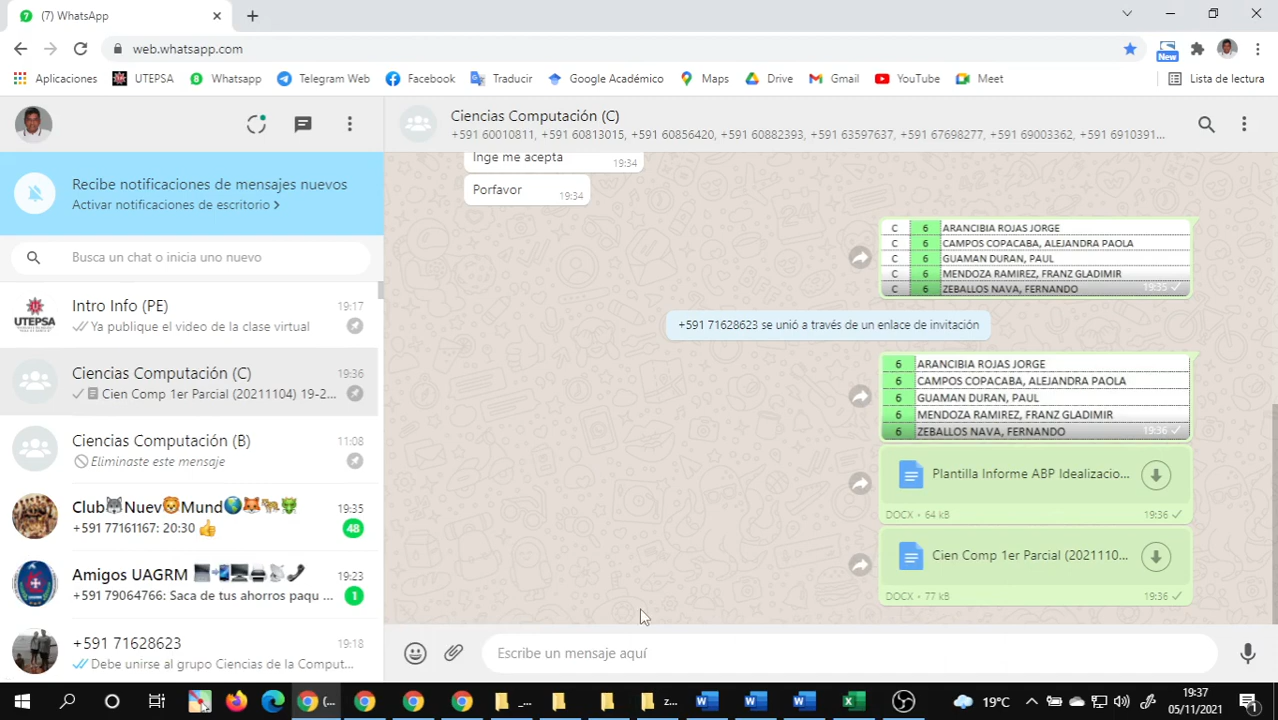 (7) WhatsApp
web.whatsapp.com
New
Aplicaciones UTEPSA Whatsapp Telegram Web Facebook Traducir Google Académico Maps Drive Gmail YouTube Meet Lista de lectura
Recibe notificaciones de mensajes nuevos
Activar notificaciones de escritorio >
Busca un chat o inicia uno nuevo
UTEPSA
Intro Info (PE) 19:17
Ya publique el video de la clase virtual
Ciencias Computación (C) 19:36
Cien Comp 1er Parcial (20211104) 19-2...
Ciencias Computación (B) 11:08
Eliminaste este mensaje
Club🐺Nuev🦁Mund🌎🦊🐅🐲 19:35
+591 77161167: 20:30 👍 48
Amigos UAGRM 19:23
+591 79064766: Saca de tus ahorros paqu ... 1
+591 71628623 19:18
Debe unirse al grupo Ciencias de la Comput...
Ciencias Computación (C)
+591 60010811, +591 60813015, +591 60856420, +591 60882393, +591 63597637, +591 67698277, +591 69003362, +591 6910391...
Inge me acepta 19:34
Porfavor 19:34
C 6 ARANCIBIA ROJAS JORGE
C 6 CAMPOS COPACABA, ALEJANDRA PAOLA
C 6 GUAMAN DURAN, PAUL
C 6 MENDOZA RAMIREZ, FRANZ GLADIMIR
C 6 ZEBALLOS NAVA, FERNANDO 19:35
+591 71628623 se unió a través de un enlace de invitación
6 ARANCIBIA ROJAS JORGE
6 CAMPOS COPACABA, ALEJANDRA PAOLA
6 GUAMAN DURAN, PAUL
6 MENDOZA RAMIREZ, FRANZ GLADIMIR
6 ZEBALLOS NAVA, FERNANDO 19:36
Plantilla Informe ABP Idealizacio...
DOCX • 64 kB 19:36
Cien Comp 1er Parcial (2021110...
DOCX • 77 kB 19:36
Escribe un mensaje aquí
(... _... z... 19°C 19:37
05/11/2021 1